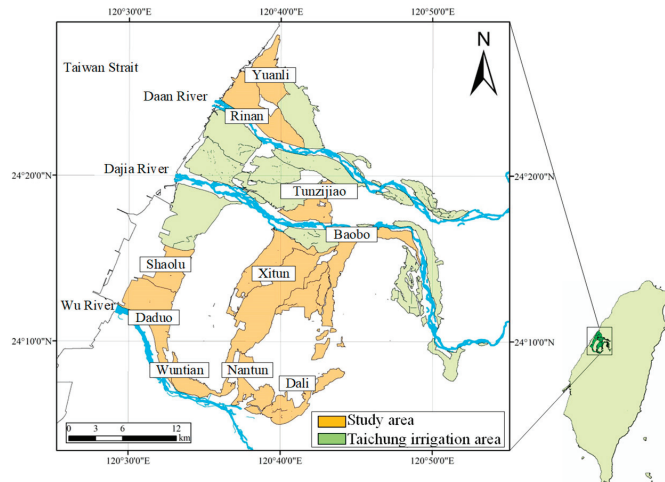 120°30'0"E
120°40'0"E
120°50'0"E
N
Taiwan Strait
Yuanli
Daan River
Rinan
Dajia River
24°20'0"N
24°20'0"N
Tunzijiao
Baobo
Shaolu
Xitun
Wu River
Daduo
24°10'0"N
24°10'0"N
Wuntian
Nantun
Dali
Study area
Taichung irrigation area
0 3 6 12
km
120°30'0"E
120°40'0"E
120°50'0"E